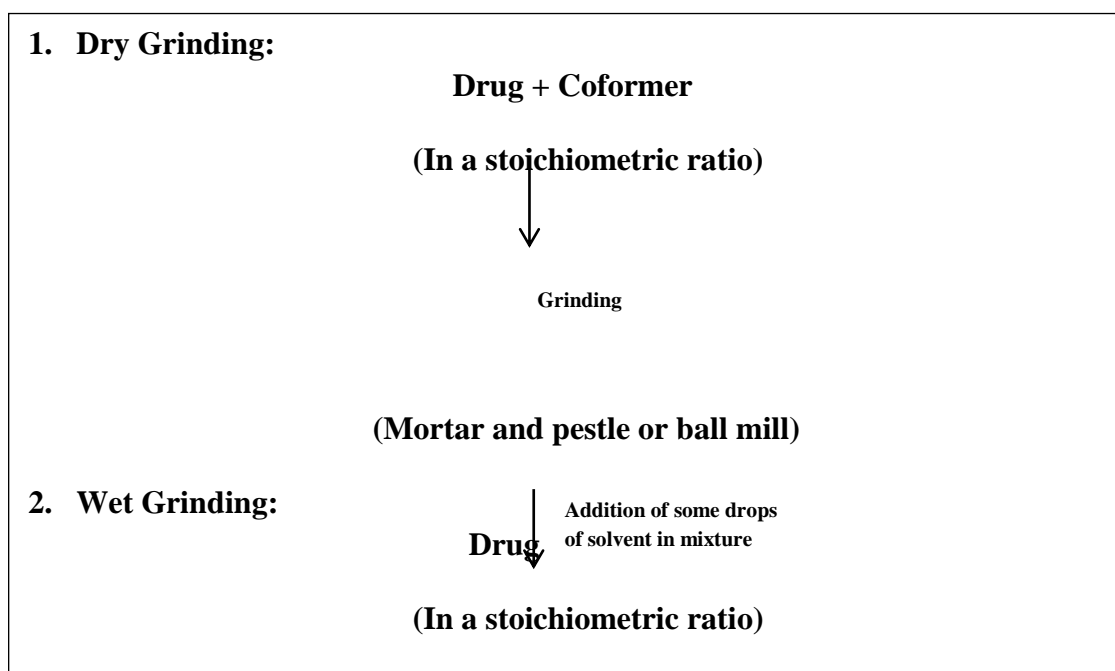 1. Dry Grinding:
Drug + Coformer
(In a stoichiometric ratio)
Grinding
(Mortar and pestle or ball mill)
2. Wet Grinding:
Addition of some drops
of solvent in mixture
Drug
(In a stoichiometric ratio)